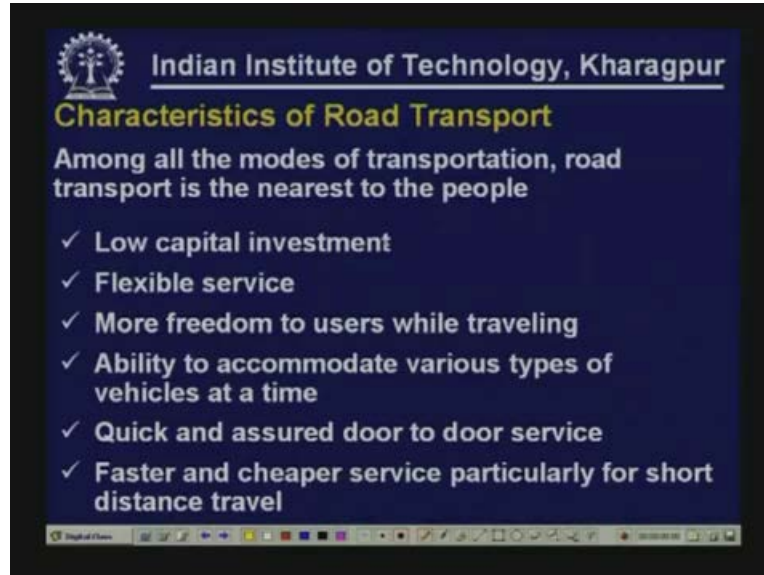 Indian Institute of Technology, Kharagpur
Characteristics of Road Transport
Among all the modes of transportation, road
transport is the nearest to the people
✓ Low capital investment
✓ Flexible service
✓ More freedom to users while traveling
✓ Ability to accommodate various types of
vehicles at a time
✓ Quick and assured door to door service
✓ Faster and cheaper service particularly for short
distance travel